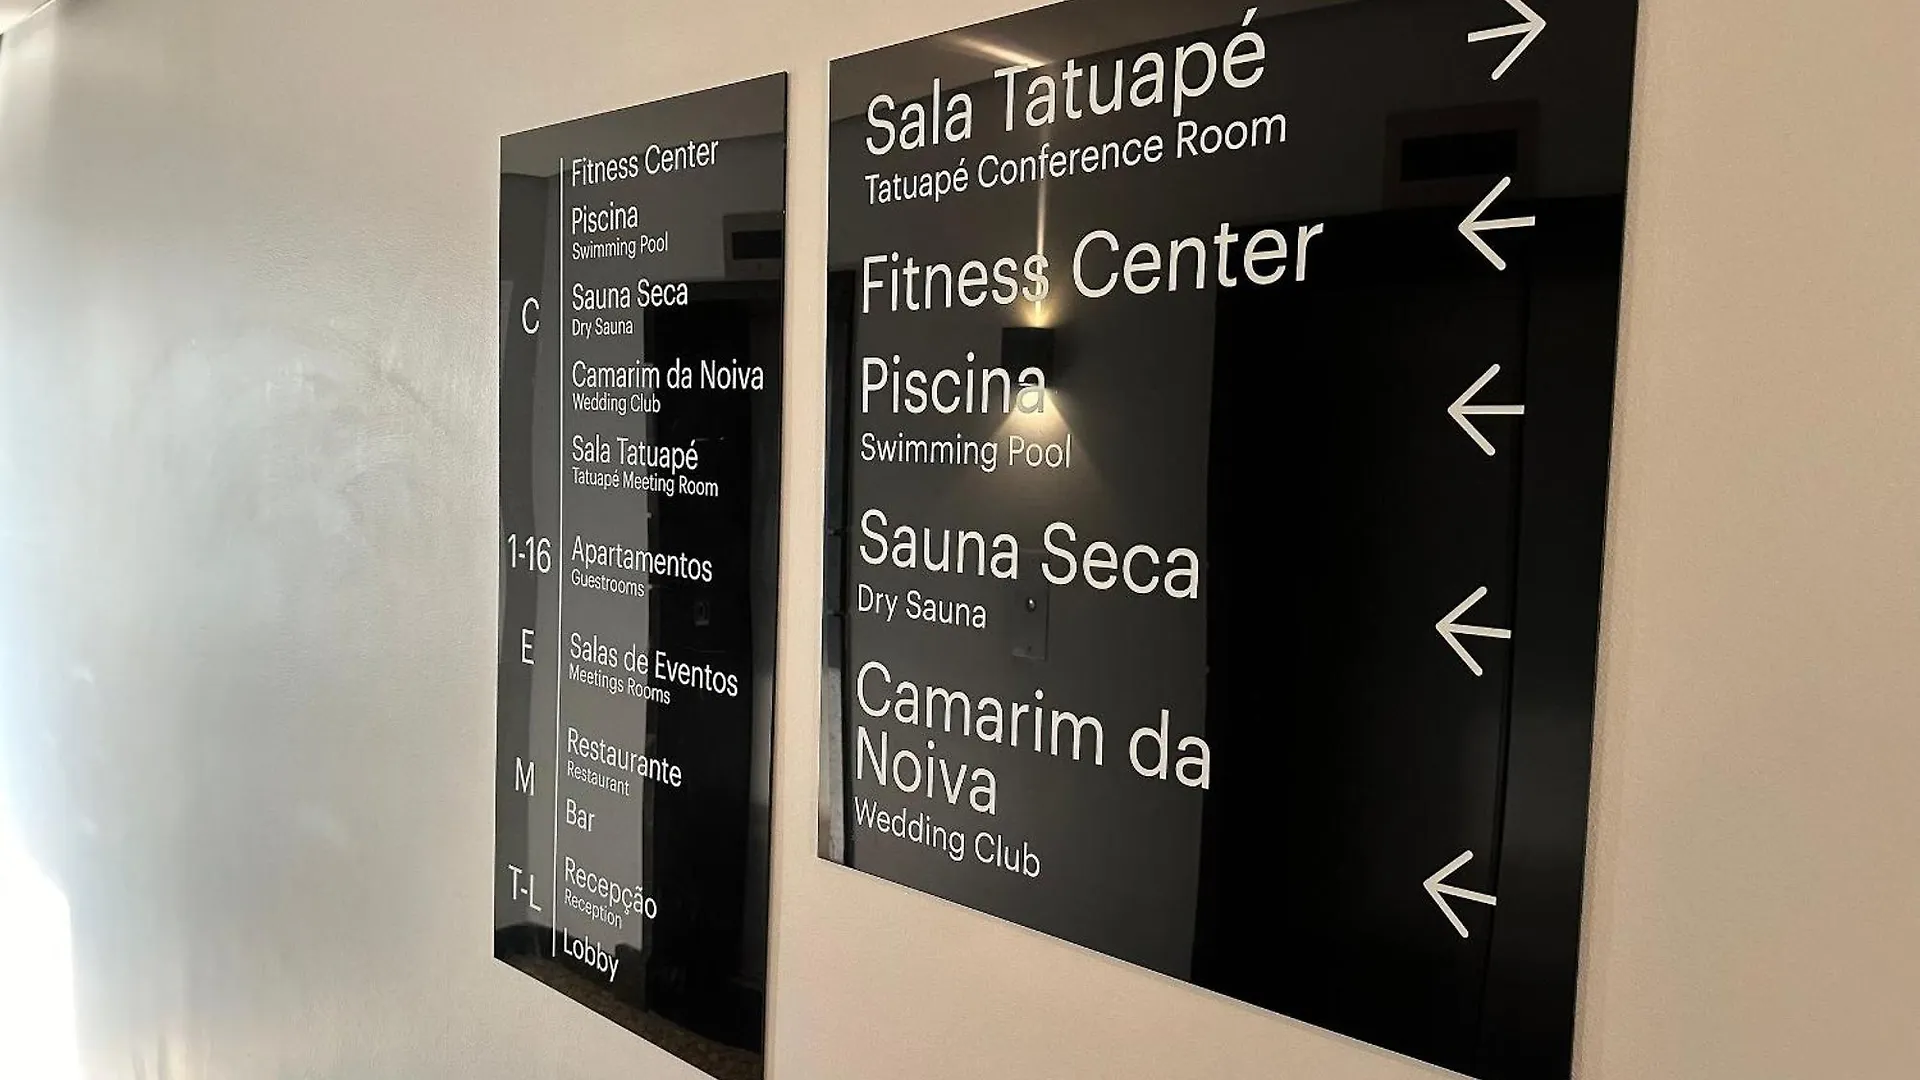 Fitness Center
Piscina
Swimming Pool
C
Sauna Seca
Dry Sauna
Camarim da Noiva
Wedding Club
Sala Tatuapé
Tatuapé Meeting Room
1-16
Apartamentos
Guestrooms
E
Salas de Eventos
Meetings Rooms
M
Restaurante
Restaurant
Bar
T-L
Recepção
Reception
Lobby
Sala Tatuapé
Tatuapé Conference Room
Fitness Center
Piscina
Swimming Pool
Sauna Seca
Dry Sauna
Camarim da
Noiva
Wedding Club